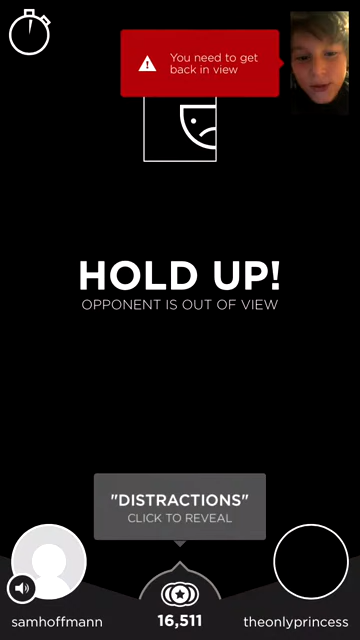 You need to get
back in view
HOLD UP!
OPPONENT IS OUT OF VIEW
"DISTRACTIONS"
CLICK TO REVEAL
samhoffmann
16,511
theonlyprincess